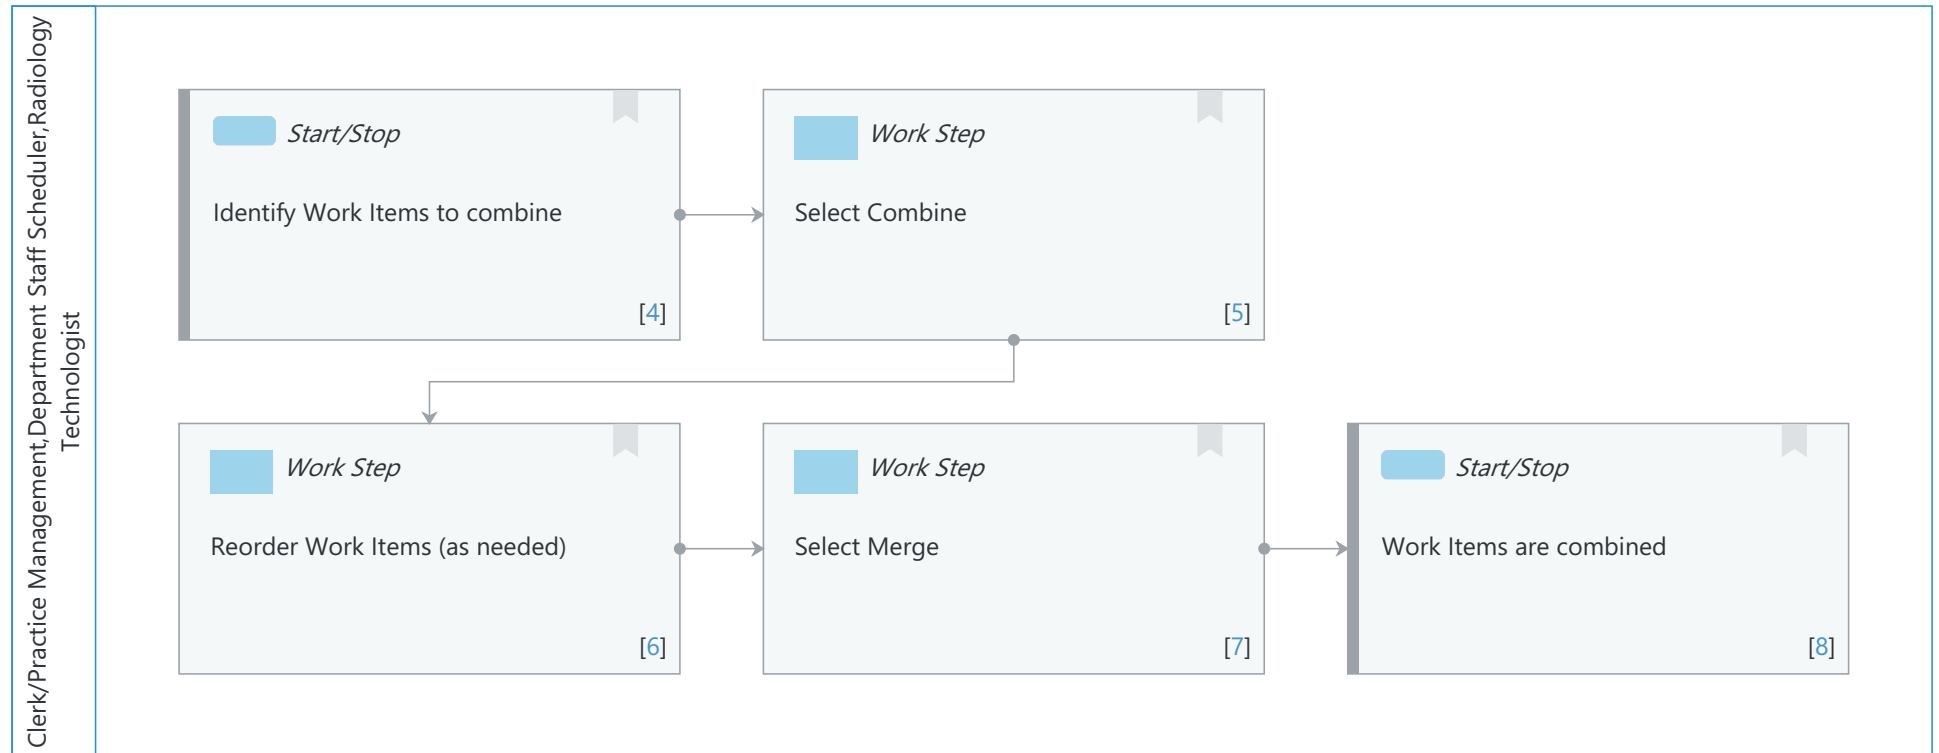 Clerk/Practice Management,Department Staff Scheduler,Radiology
Technologist
Start/Stop
Identify Work Items to combine
[4]
Work Step
Select Combine
[5]
Work Step
Reorder Work Items (as needed)
[6]
Work Step
Select Merge
[7]
Start/Stop
Work Items are combined
[8]